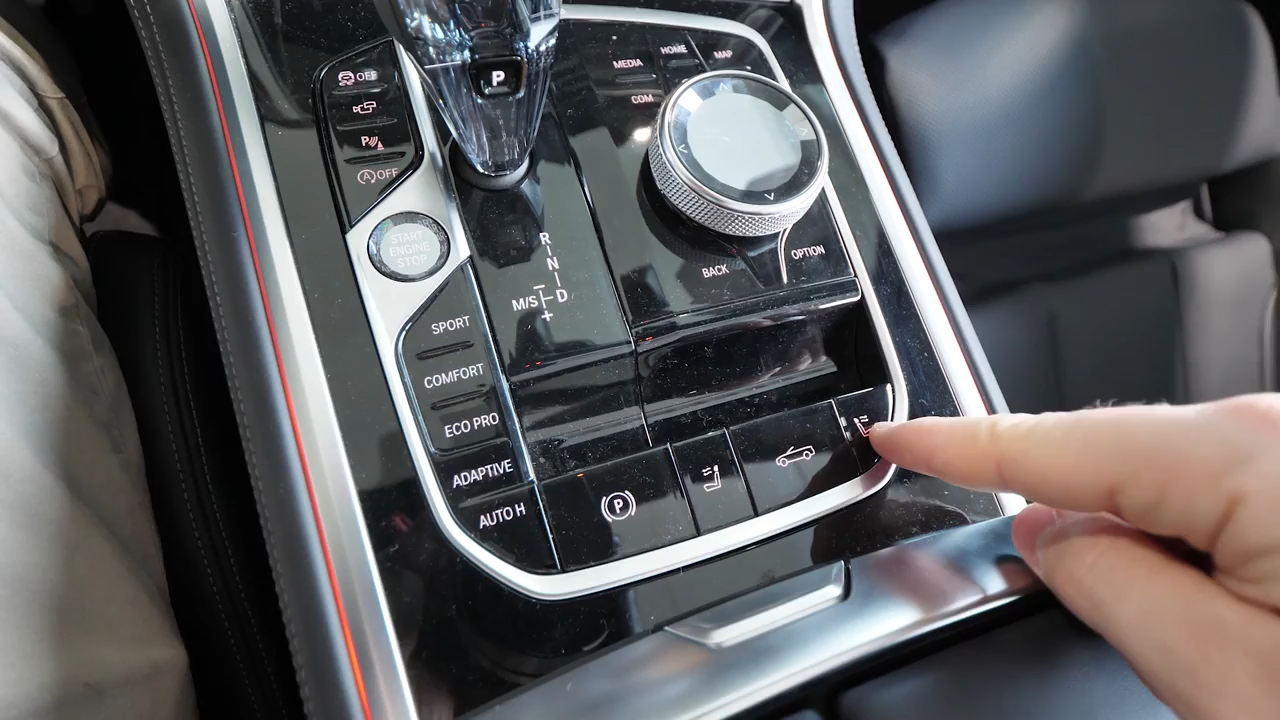 OFF
P
OFF
P
HOME
MEDIA
MAP
COM
START
ENGINE
STOP
BACK
OPTION
R
N
M/S
D
+
SPORT
COMFORT
ECO PRO
ADAPTIVE
AUTO H
P